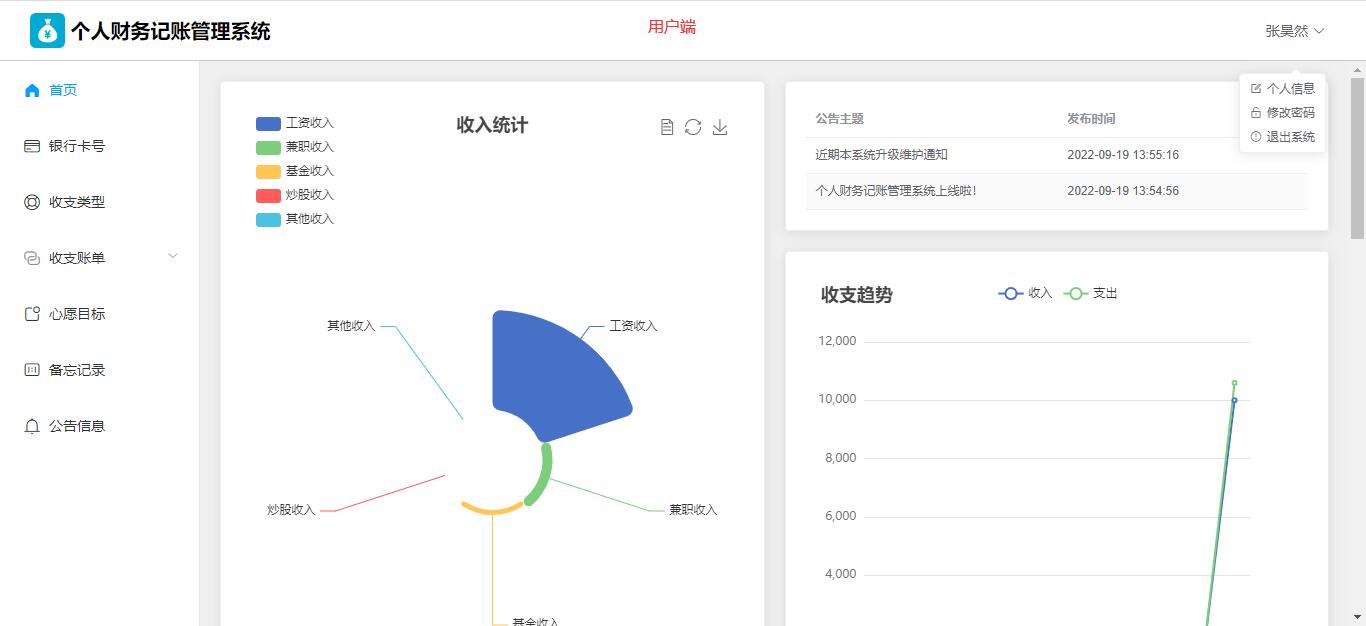 个人财务记账管理系统
用户端
张昊然
个人信息
修改密码
退出系统
首页
银行卡号
收支类型
收支账单
心愿目标
备忘记录
公告信息
收入统计
工资收入
兼职收入
基金收入
炒股收入
其他收入
其他收入
工资收入
炒股收入
兼职收入
基金收入
公告主题 发布时间
近期本系统升级维护通知 2022-09-19 13:55:16
个人财务记账管理系统上线啦! 2022-09-19 13:54:56
收支趋势
收入 支出
12,000
10,000
8,000
6,000
4,000